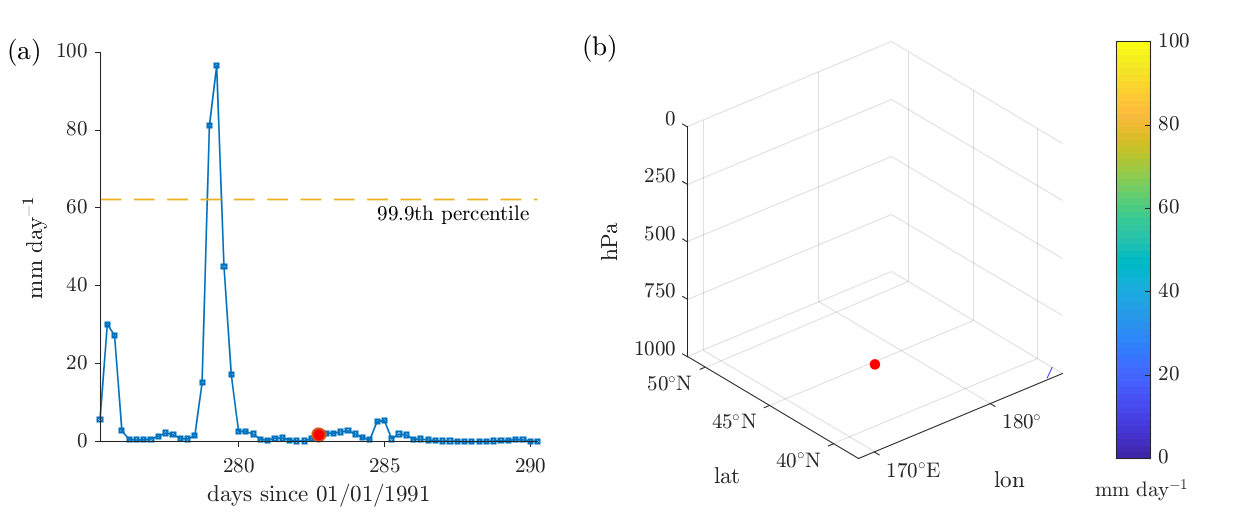 (a)
100
80
60
40
20
0
mm day⁻¹
99.9th percentile
280
285
290
days since 01/01/1991
(b)
0
250
500
750
1000
hPa
50°N
45°N
40°N
lat
170°E
180°
lon
100
80
60
40
20
0
mm day⁻¹